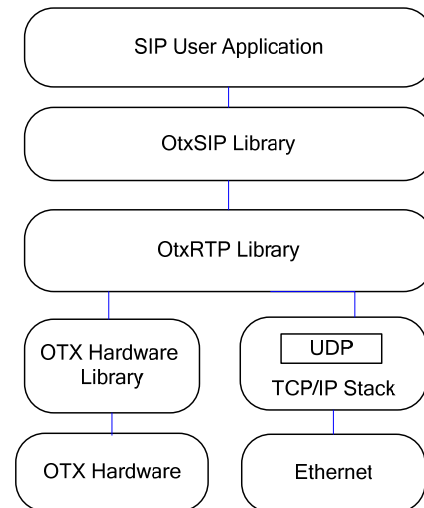 SIP User Application
OtxSIP Library
OtxRTP Library
OTX Hardware
Library
UDP
TCP/IP Stack
OTX Hardware
Ethernet